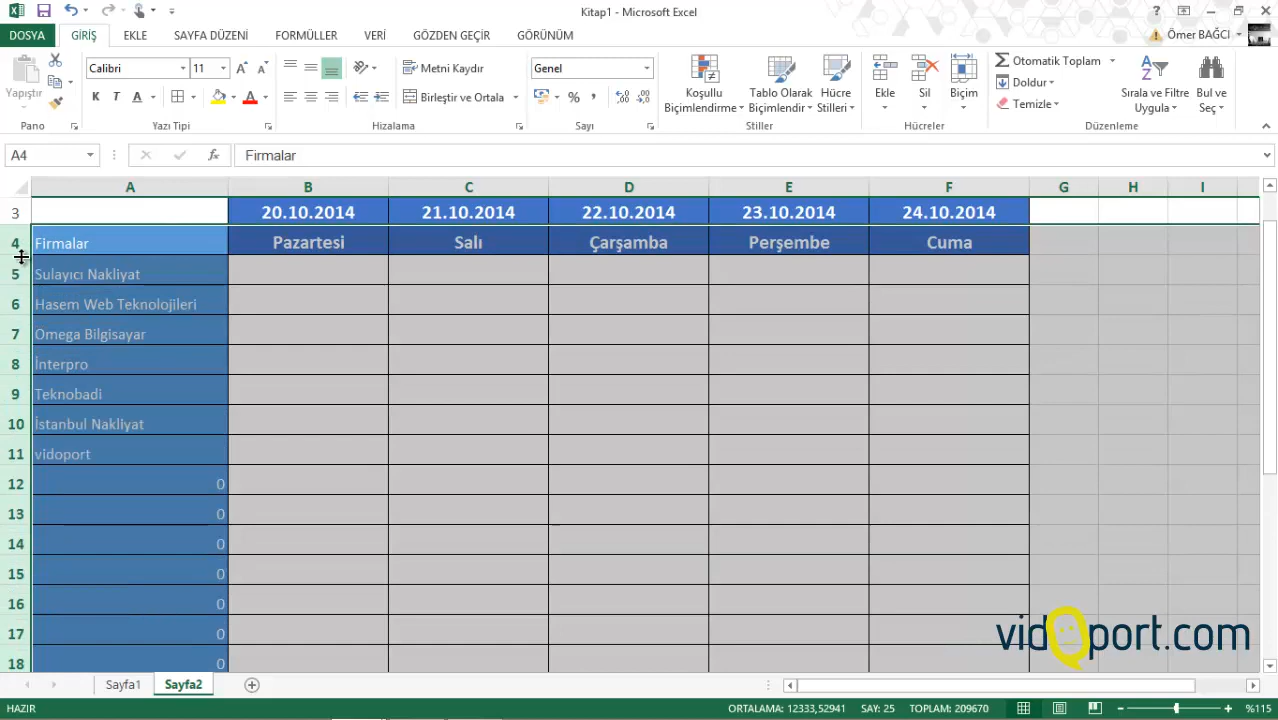 Kitap1 - Microsoft Excel
DOSYA GİRİŞ EKLE SAYFA DÜZENİ FORMÜLLER VERİ GÖZDEN GEÇİR GÖRÜNÜM Ömer BAĞCI
Yapıştır
Pano
Calibri 11
K T A
Yazı Tipi
Metni Kaydır
Birleştir ve Ortala
Hizalama
Genel
Sayı
Koşullu Biçimlendirme
Tablo Olarak Biçimlendir
Hücre Stilleri
Stiller
Ekle Sil Biçim
Hücreler
Otomatik Toplam
Doldur
Temizle
Sırala ve Filtre Uygula
Bul ve Seç
Düzenleme
A4 fx Firmalar
A B C D E F G H I
3 20.10.2014 21.10.2014 22.10.2014 23.10.2014 24.10.2014
4 Firmalar Pazartesi Salı Çarşamba Perşembe Cuma
5 Sulayıcı Nakliyat
6 Hasem Web Teknolojileri
7 Omega Bilgisayar
8 İnterpro
9 Teknobadi
10 İstanbul Nakliyat
11 vidoport
12 0
13 0
14 0
15 0
16 0
17 0
18 0
vidoport.com
Sayfa1 Sayfa2
HAZIR ORTALAMA: 12333,52941 SAY: 25 TOPLAM: 209670 %115